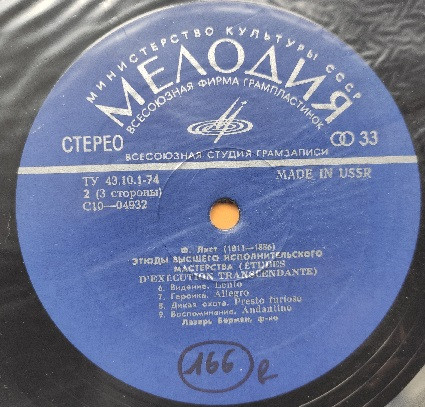 МИНИСТЕРСТВО КУЛЬТУРЫ СССР
МЕЛОДИЯ
ВСЕСОЮЗНАЯ ФИРМА ГРАМПЛАСТИНОК
СТЕРЕО
33
ВСЕСОЮЗНАЯ СТУДИЯ ГРАМЗАПИСИ
ТУ 43.10.1-74
MADE IN USSR
2 (3 стороны)
С10—04932
Ф. Лист (1811—1886)
ЭТЮДЫ ВЫСШЕГО ИСПОЛНИТЕЛЬСКОГО
МАСТЕРСТВА (ETUDES
D'EXECUTION TRANSCENDANTE)
6. Видение. Lento
7. Героика. Allegro
8. Дикая охота. Presto furioso
9. Воспоминание. Andantino
Лазарь Берман, ф-но
166